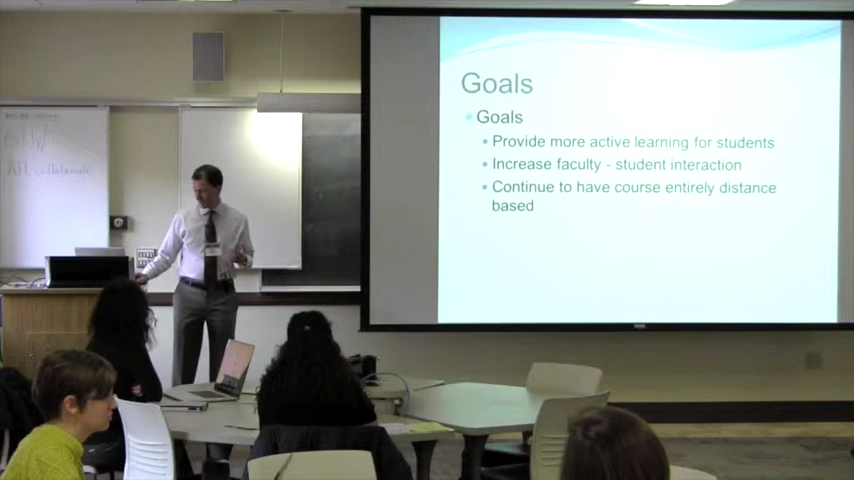 Goals
Goals
Provide more active learning for students
Increase faculty - student interaction
Continue to have course entirely distance
based